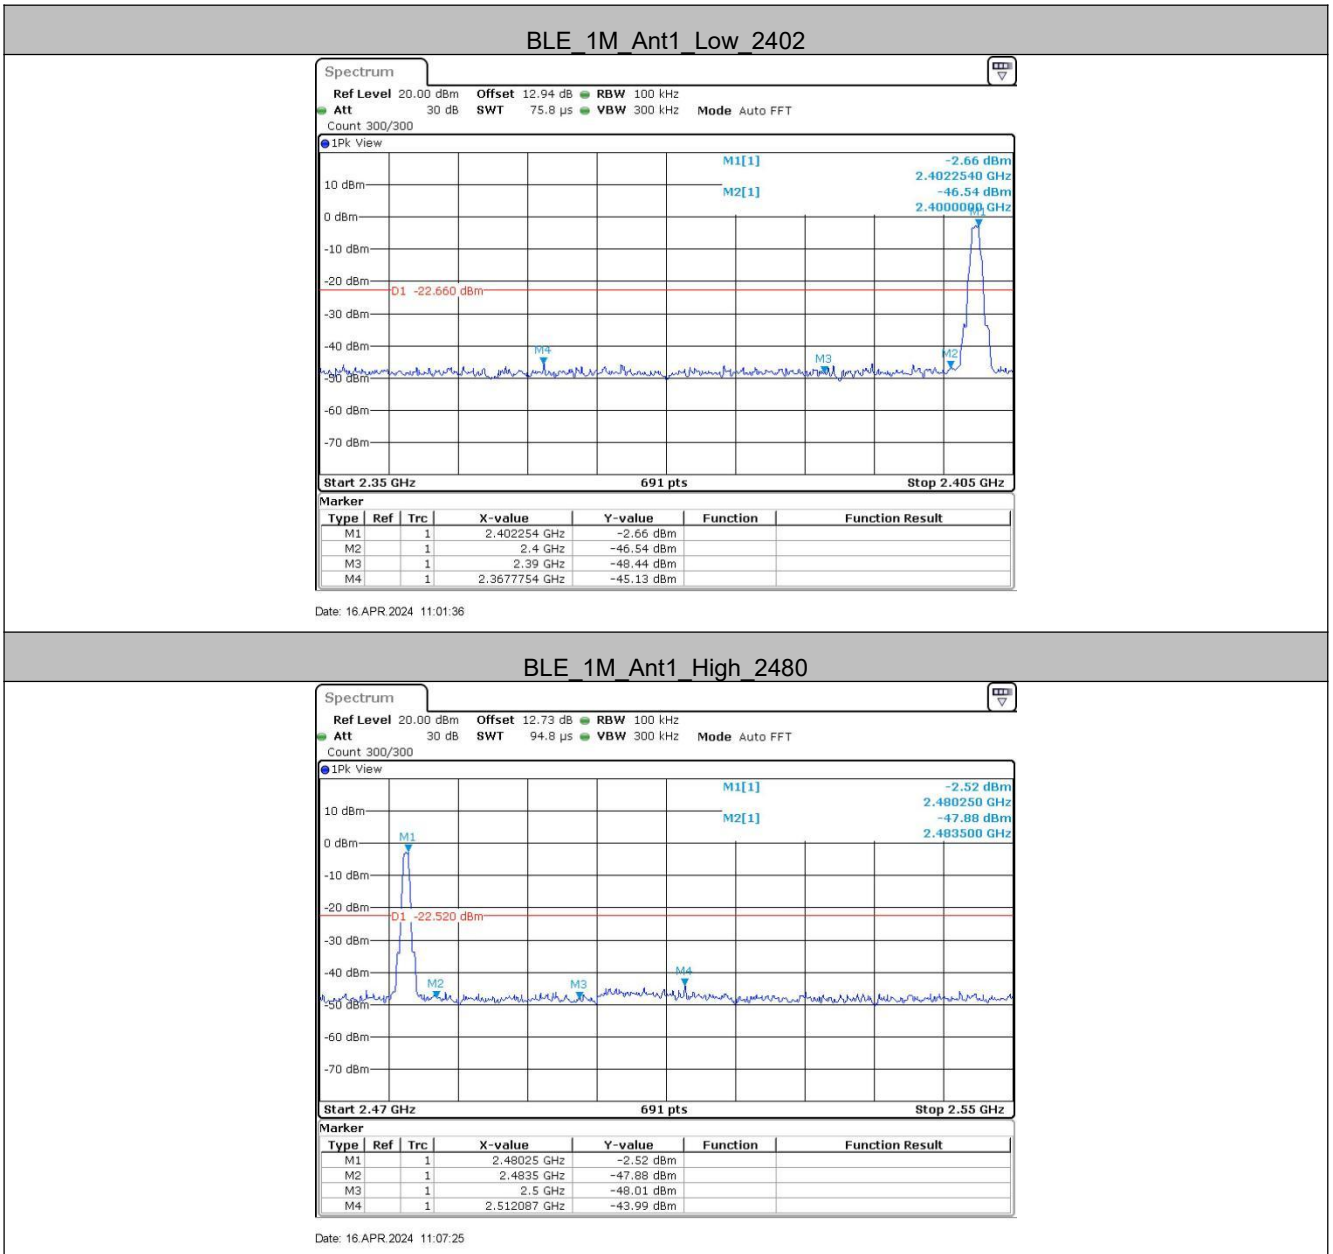 BLE_1M_Ant1_Low_2402
Spectrum
Ref Level 20.00 dBm Offset 12.94 dB RBW 100 kHz
Att 30 dB SWT 75.8 µs VBW 300 kHz Mode Auto FFT
Count 300/300
1Pk View
M1[1] -2.66 dBm
2.4022540 GHz
10 dBm
M2[1] -46.54 dBm
2.4000000 GHz
M1
0 dBm
-10 dBm
-20 dBm
D1 -22.660 dBm
-30 dBm
-40 dBm
M4 M3 M2
-50 dBm
-60 dBm
-70 dBm
Start 2.35 GHz 691 pts Stop 2.405 GHz
Marker
Type Ref Trc X-value Y-value Function Function Result
M1 1 2.402254 GHz -2.66 dBm
M2 1 2.4 GHz -46.54 dBm
M3 1 2.39 GHz -48.44 dBm
M4 1 2.3677754 GHz -45.13 dBm
Date: 16.APR.2024 11:01:36
BLE_1M_Ant1_High_2480
Spectrum
Ref Level 20.00 dBm Offset 12.73 dB RBW 100 kHz
Att 30 dB SWT 94.8 µs VBW 300 kHz Mode Auto FFT
Count 300/300
1Pk View
M1[1] -2.52 dBm
2.480250 GHz
10 dBm
M2[1] -47.88 dBm
2.483500 GHz
0 dBm
M1
-10 dBm
-20 dBm
D1 -22.520 dBm
-30 dBm
-40 dBm
M2 M3 M4
-50 dBm
-60 dBm
-70 dBm
Start 2.47 GHz 691 pts Stop 2.55 GHz
Marker
Type Ref Trc X-value Y-value Function Function Result
M1 1 2.48025 GHz -2.52 dBm
M2 1 2.4835 GHz -47.88 dBm
M3 1 2.5 GHz -48.01 dBm
M4 1 2.512087 GHz -43.99 dBm
Date: 16.APR.2024 11:07:25